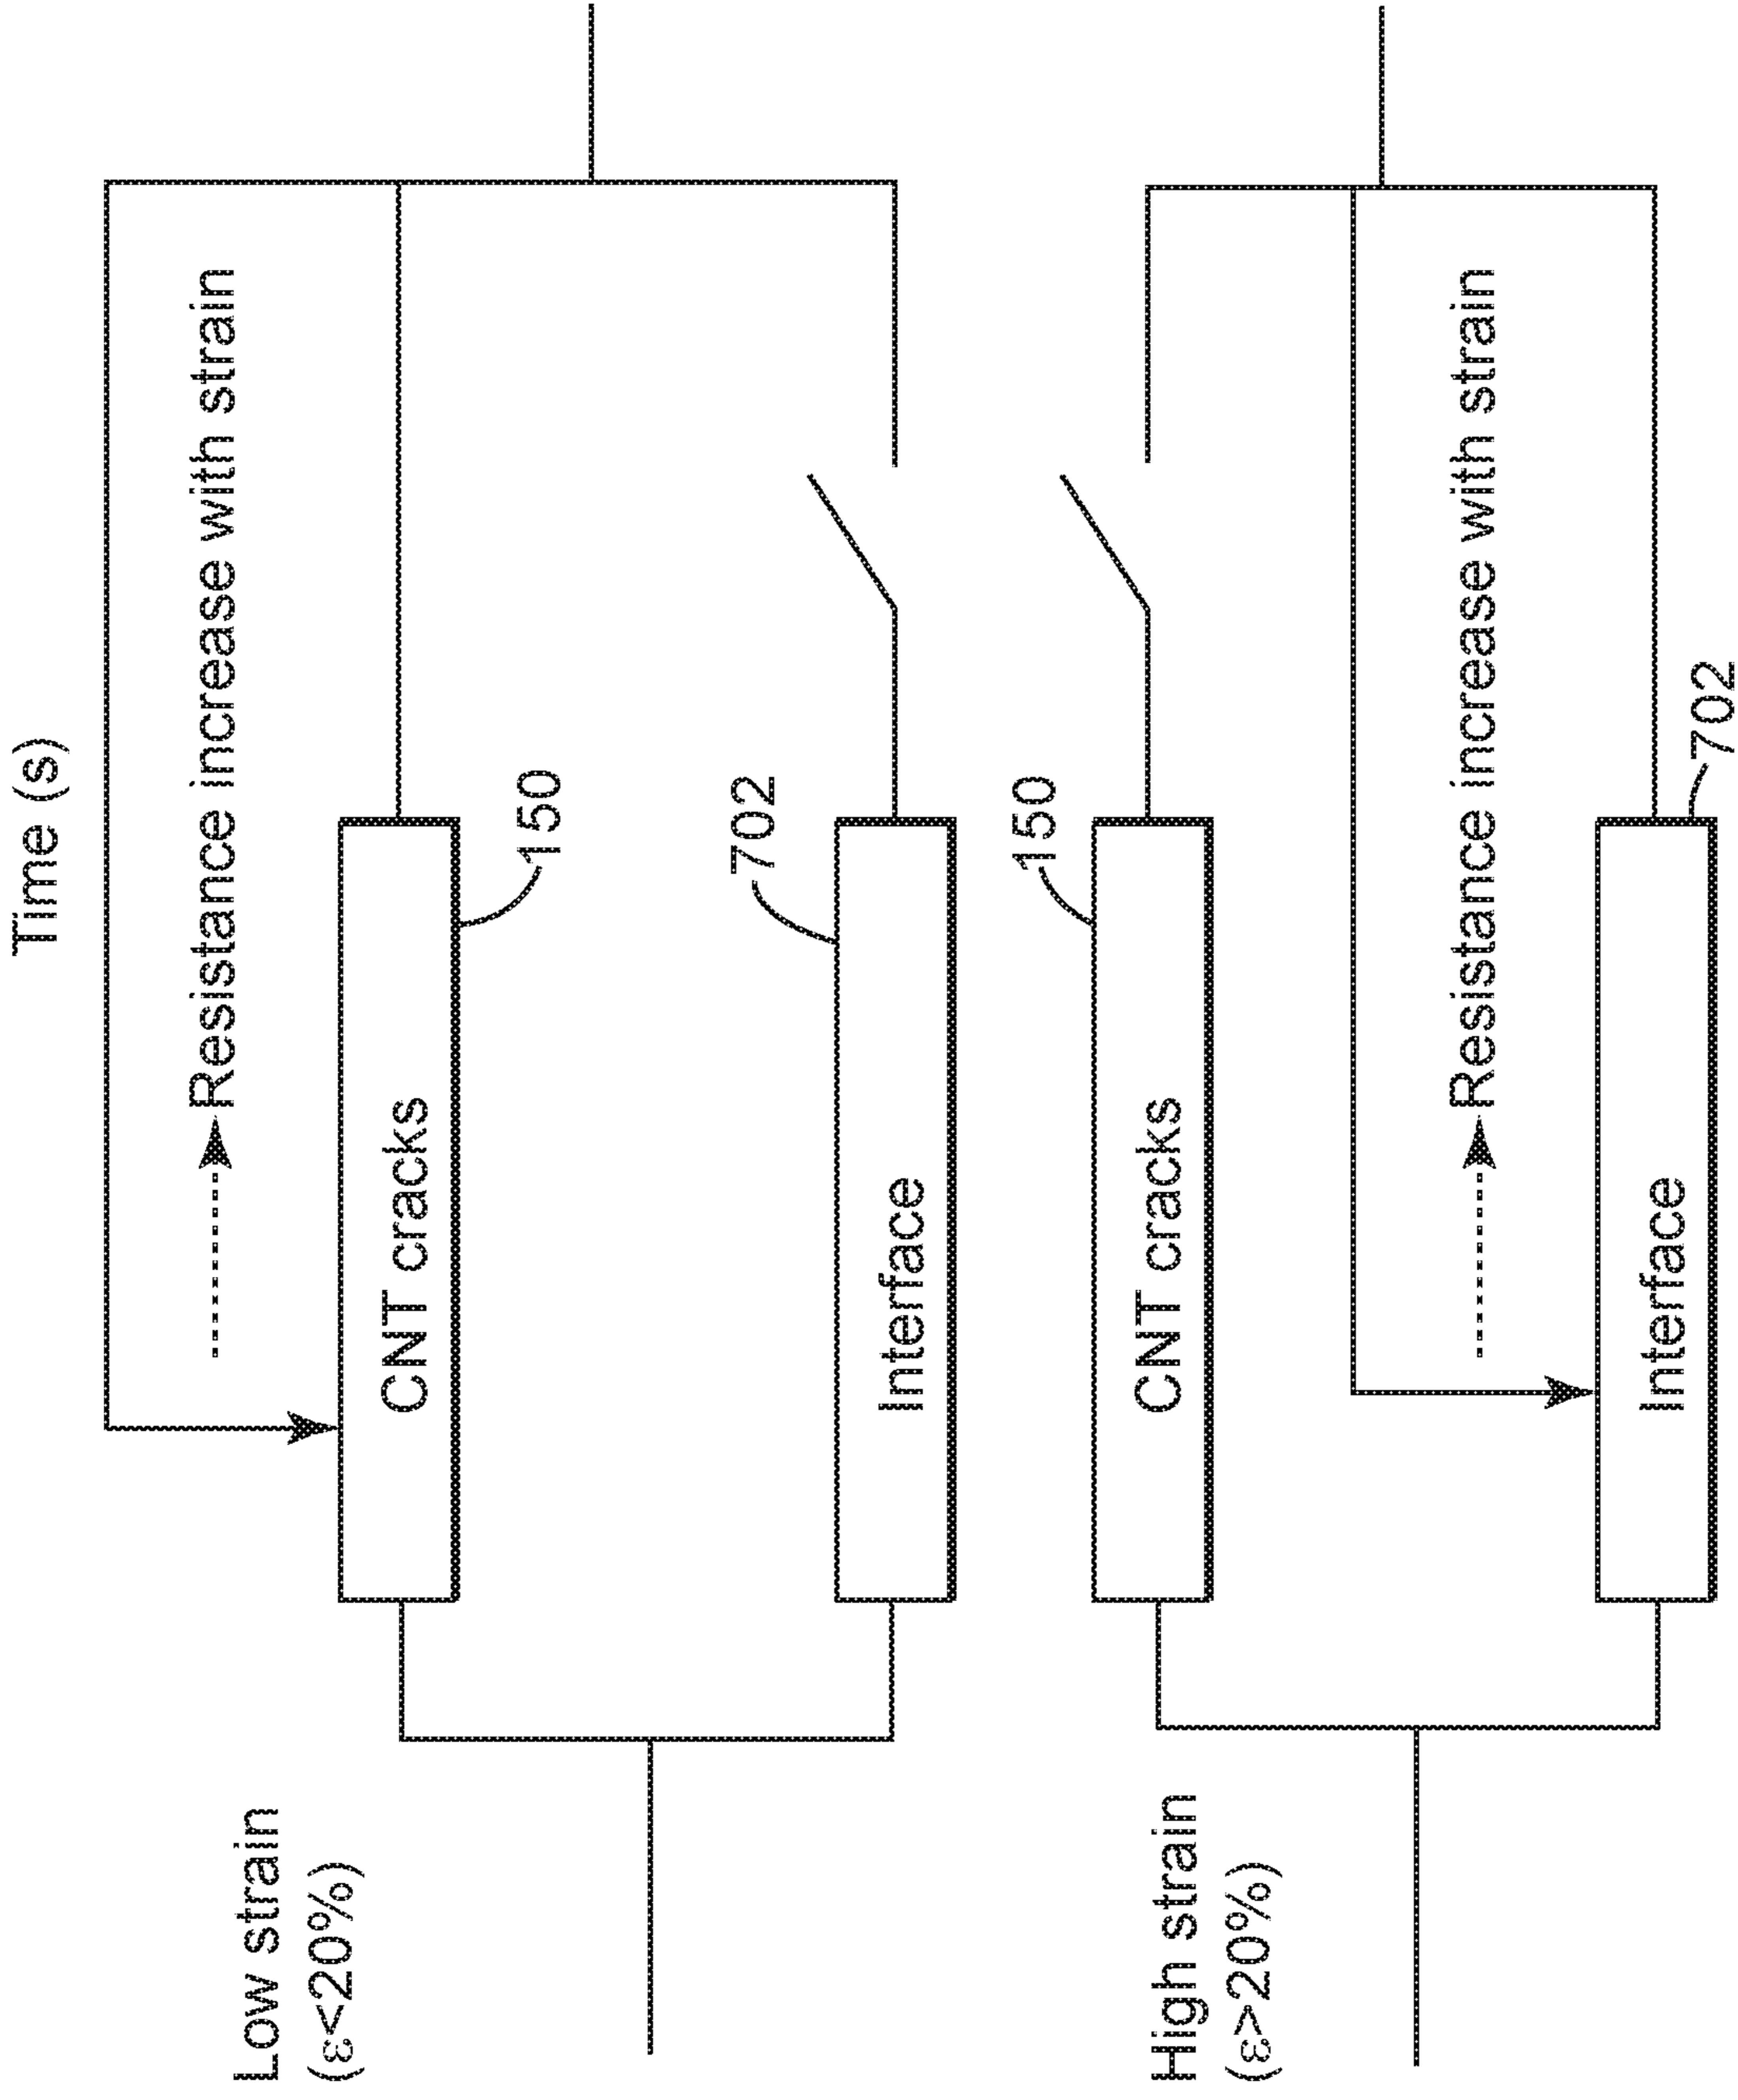 Time (s)
Resistance increase with strain
Low strain
(ε<20%)
CNT cracks
150
702
Interface
150
High strain
(ε>20%)
CNT cracks
Resistance increase with strain
Interface
702